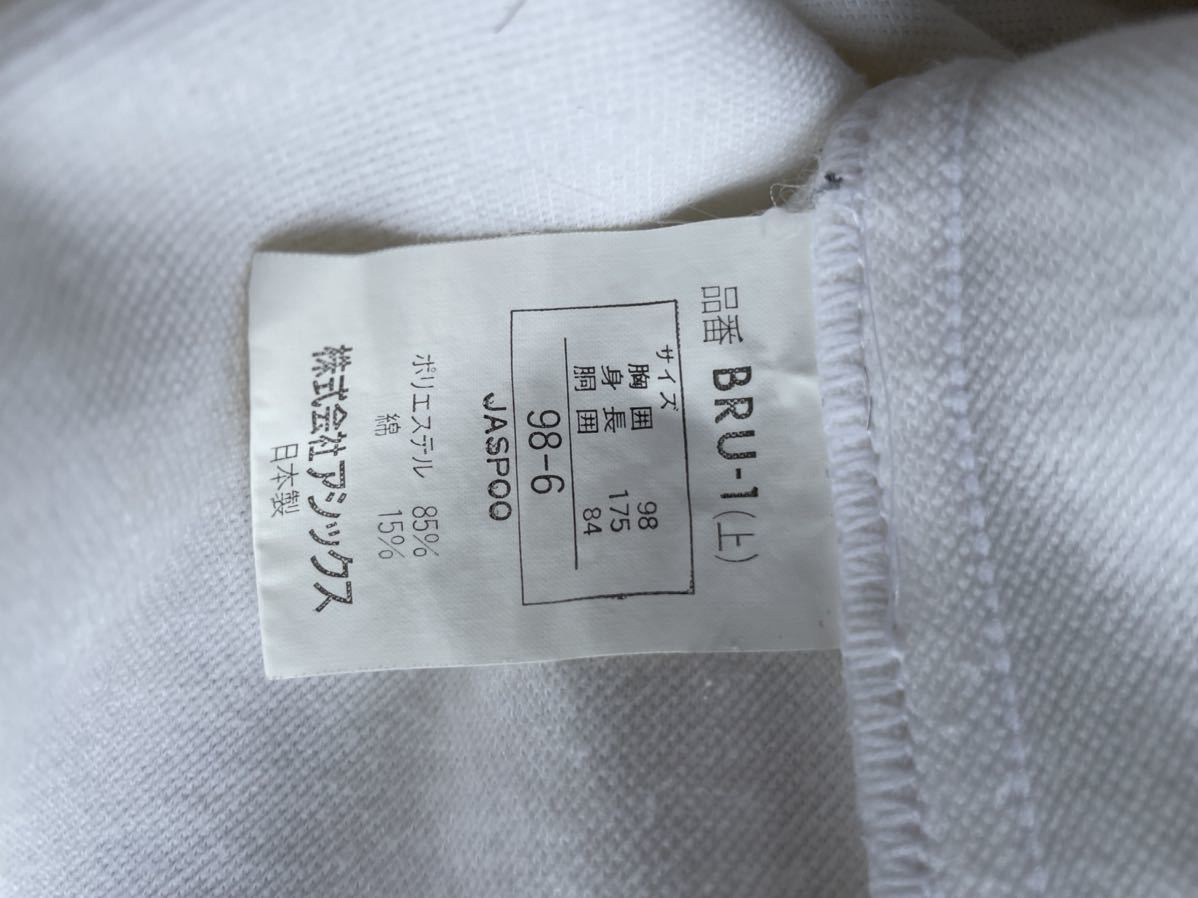 品番 BRU-1(上)
サイズ
胸囲 98
身長 175
胴囲 84
98-6
JASPOO
ポリエステル 85%
綿 15%
株式会社アシックス
日本製